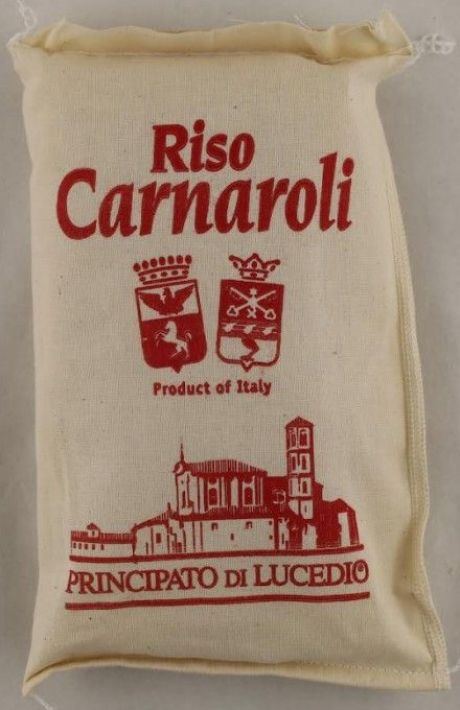 Riso
Carnaroli
Product of Italy
PRINCIPATO DI LUCEDIO